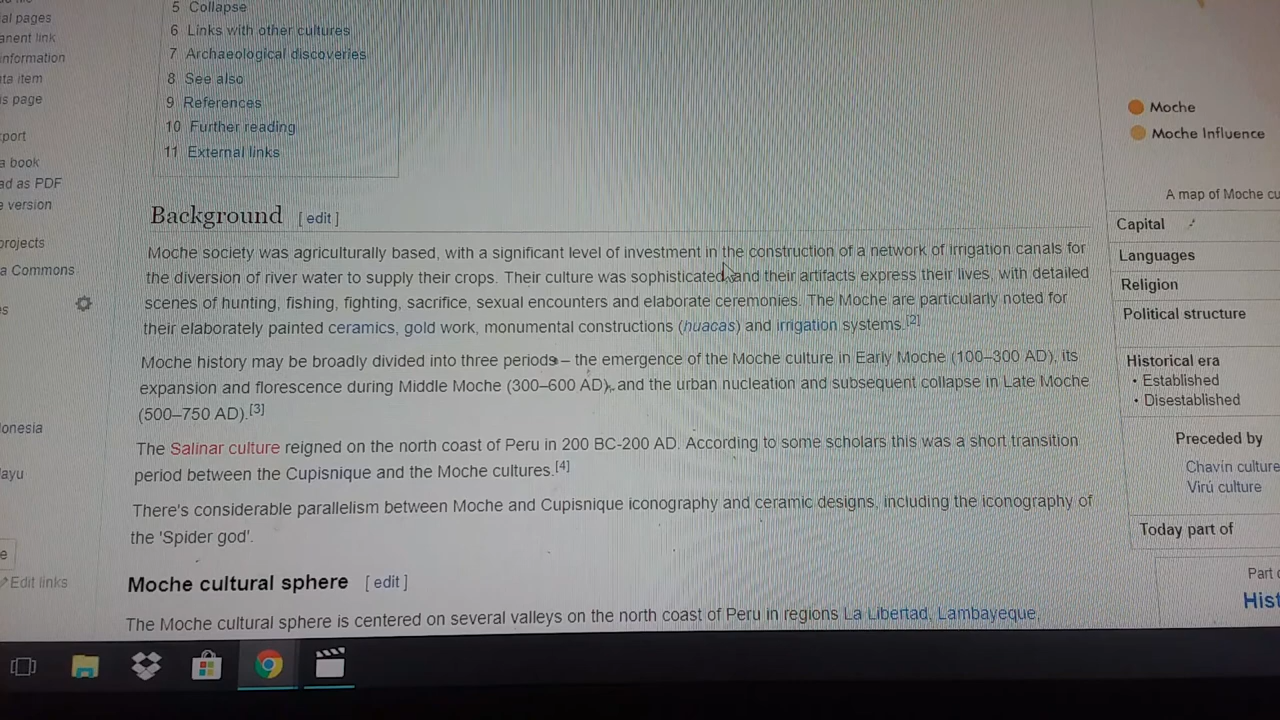 al pages
anent link
information
ata item
is page
xport
a book
ad as PDF
e version
projects
a Commons
es
onesia
layu
e
Edit links
5 Collapse
6 Links with other cultures
7 Archaeological discoveries
8 See also
9 References
10 Further reading
11 External links
Background [ edit ]
Moche society was agriculturally based, with a significant level of investment in the construction of a network of irrigation canals for
the diversion of river water to supply their crops. Their culture was sophisticated, and their artifacts express their lives, with detailed
scenes of hunting, fishing, fighting, sacrifice, sexual encounters and elaborate ceremonies. The Moche are particularly noted for
their elaborately painted ceramics, gold work, monumental constructions (huacas) and irrigation systems.[2]
Moche history may be broadly divided into three periods – the emergence of the Moche culture in Early Moche (100–300 AD), its
expansion and florescence during Middle Moche (300–600 AD), and the urban nucleation and subsequent collapse in Late Moche
(500–750 AD).[3]
The Salinar culture reigned on the north coast of Peru in 200 BC-200 AD. According to some scholars this was a short transition
period between the Cupisnique and the Moche cultures.[4]
There's considerable parallelism between Moche and Cupisnique iconography and ceramic designs, including the iconography of
the 'Spider god'.
Moche cultural sphere [ edit ]
The Moche cultural sphere is centered on several valleys on the north coast of Peru in regions La Libertad, Lambayeque,
Moche
Moche Influence
A map of Moche cu
Capital
Languages
Religion
Political structure
Historical era
• Established
• Disestablished
Preceded by
Chavín culture
Virú culture
Today part of
Part o
Hist